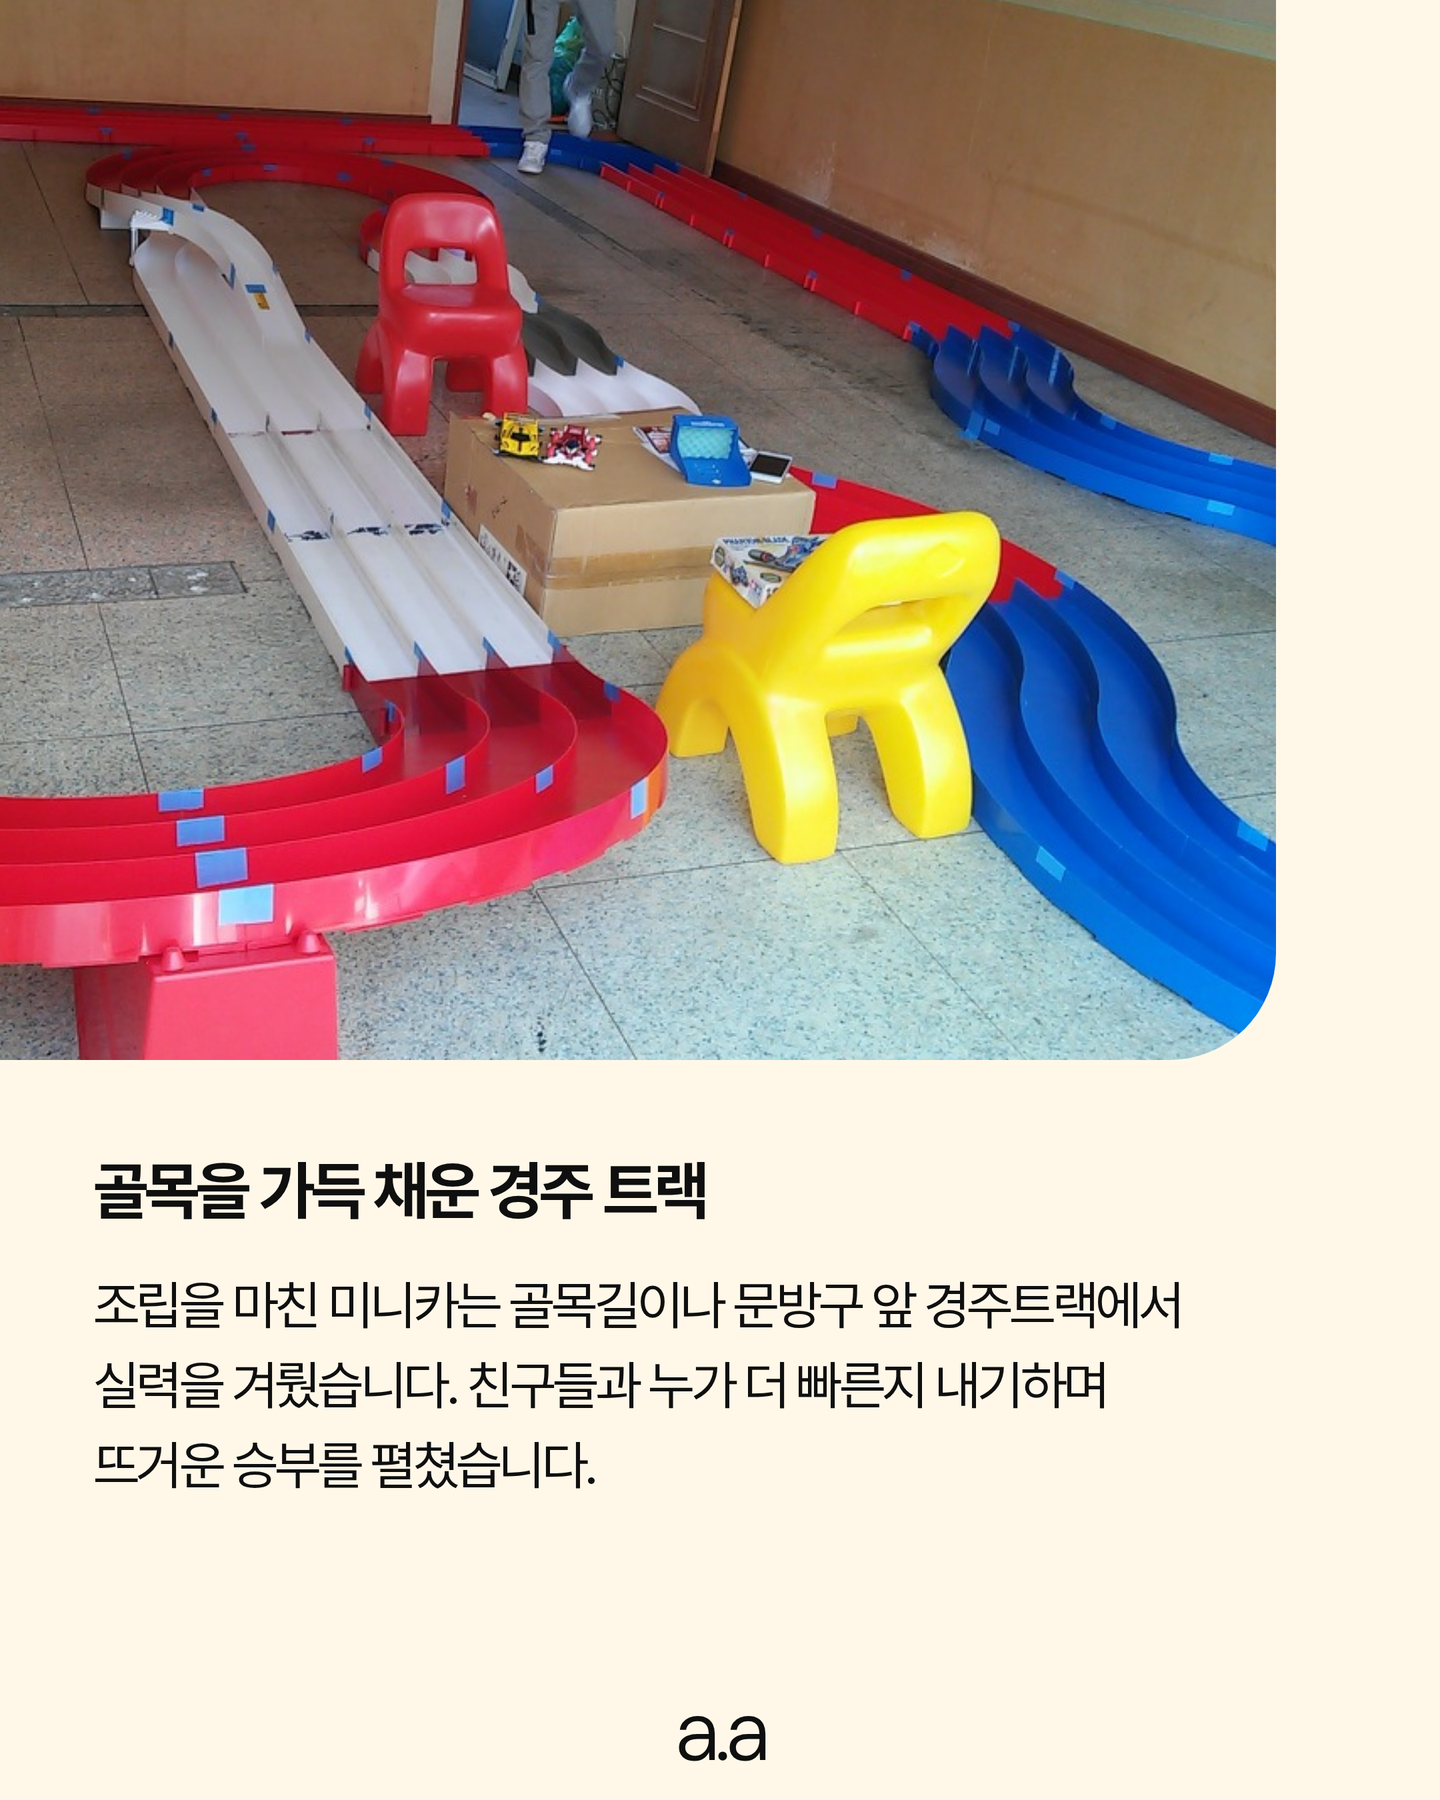 PHANTOM BLADE
골목을 가득 채운 경주 트랙
조립을 마친 미니카는 골목길이나 문방구 앞 경주트랙에서
실력을 겨뤘습니다. 친구들과 누가 더 빠른지 내기하며
뜨거운 승부를 펼쳤습니다.
a.a